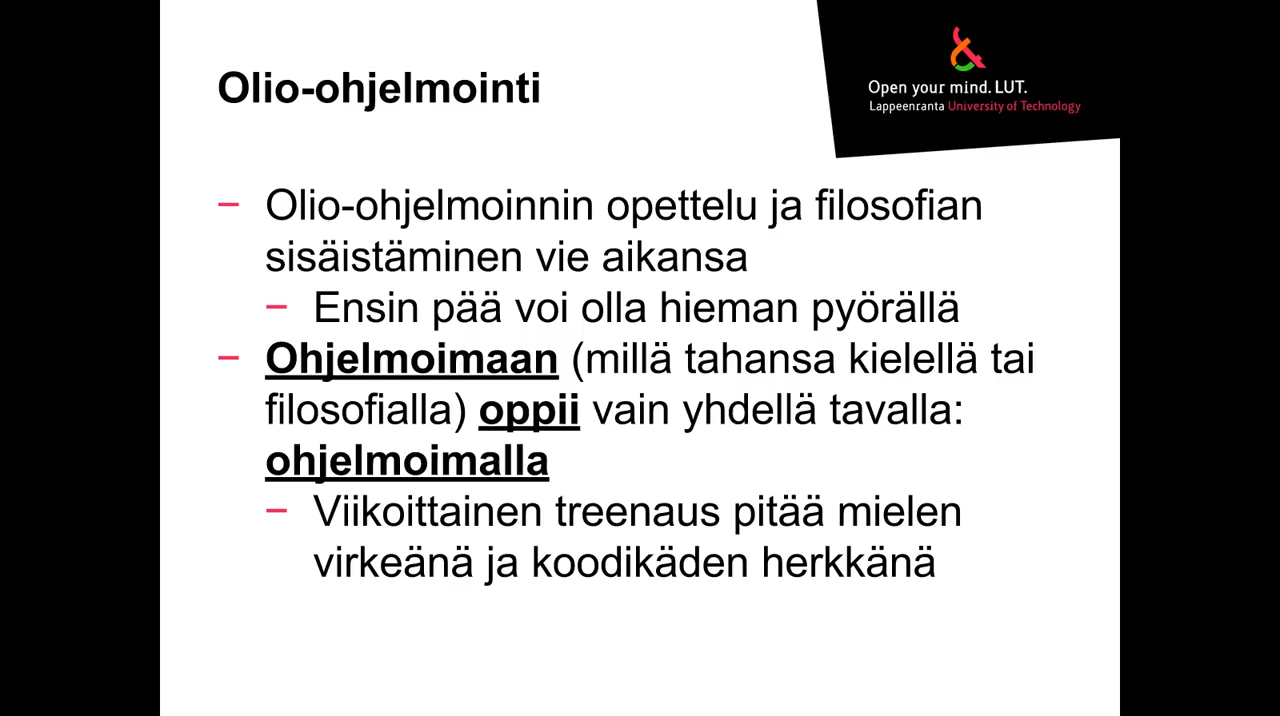 Olio-ohjelmointi
Open your mind. LUT.
Lappeenranta University of Technology
– Olio-ohjelmoinnin opettelu ja filosofian
sisäistäminen vie aikansa
– Ensin pää voi olla hieman pyörällä
– Ohjelmoimaan (millä tahansa kielellä tai
filosofialla) oppii vain yhdellä tavalla:
ohjelmoimalla
– Viikoittainen treenaus pitää mielen
virkeänä ja koodikäden herkkänä